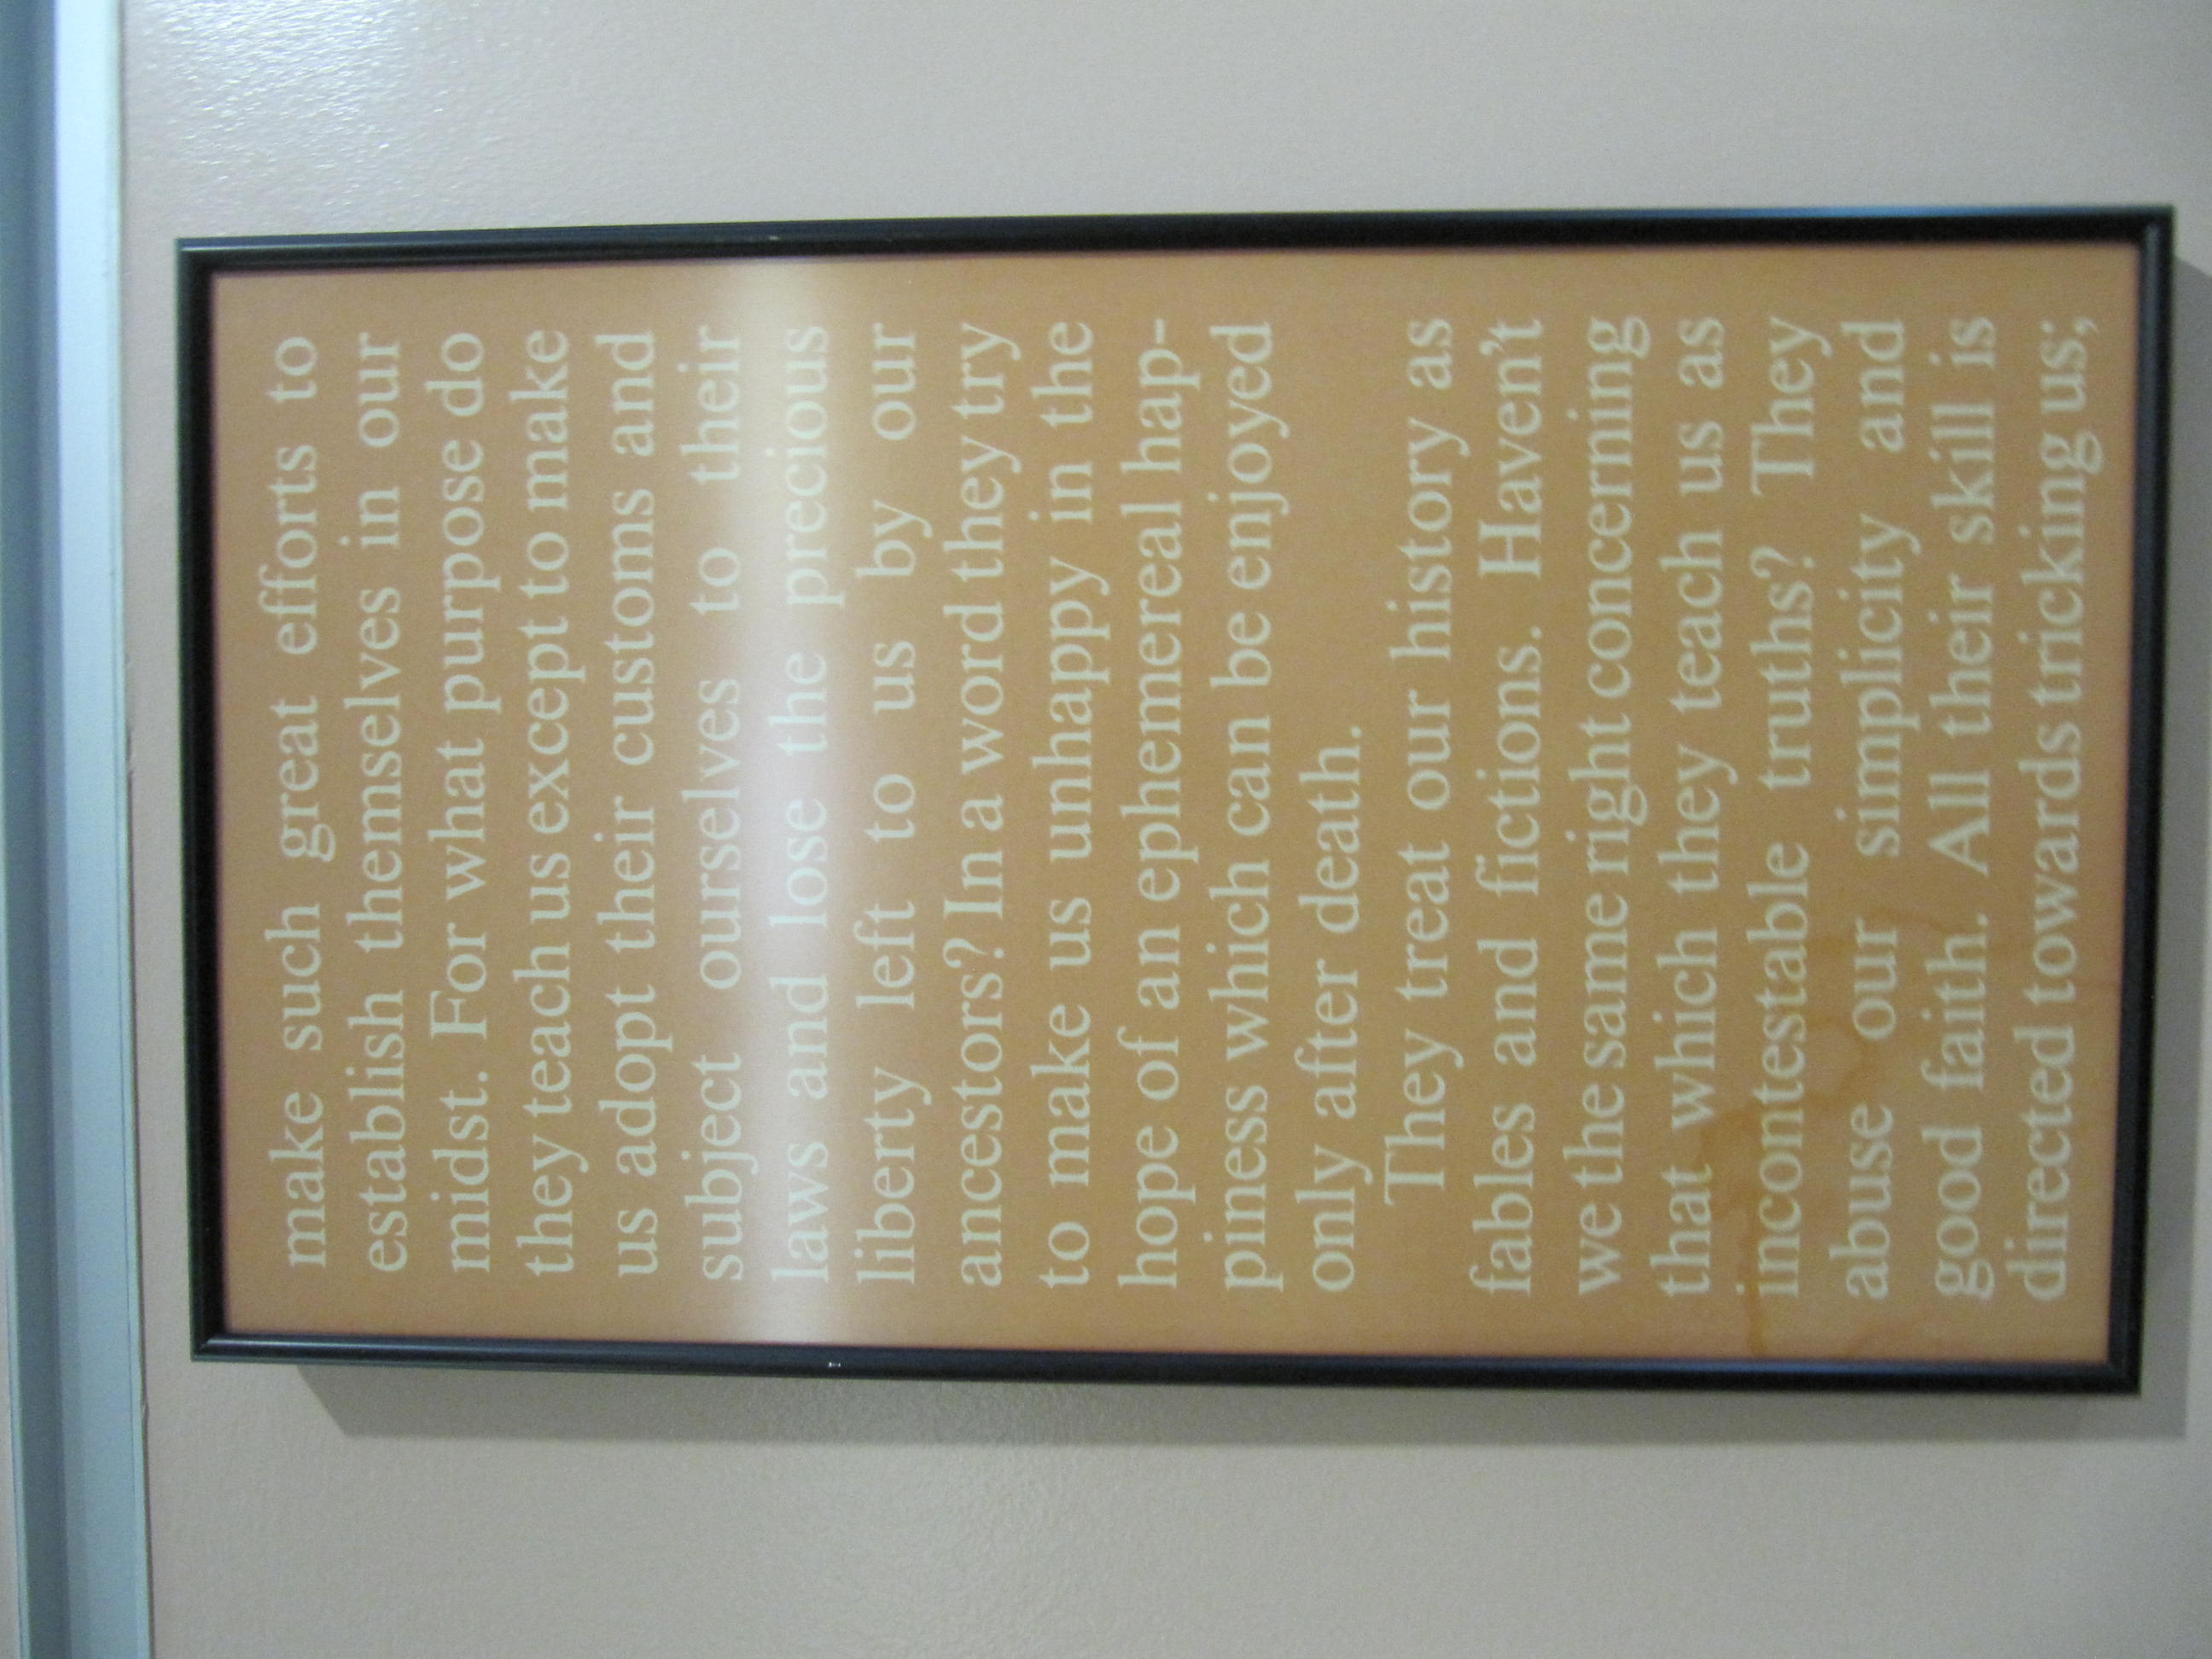 make such great efforts to
establish themselves in our
midst. For what purpose do
they teach us except to make
us adopt their customs and
subject ourselves to their
laws and lose the precious
liberty left to us by our
ancestors? In a word they try
to make us unhappy in the
hope of an ephemereal hap-
piness which can be enjoyed
only after death.
They treat our history as
fables and fictions. Haven't
we the same right concerning
that which they teach us as
incontestable truths? They
abuse our simplicity and
good faith. All their skill is
directed towards tricking us;